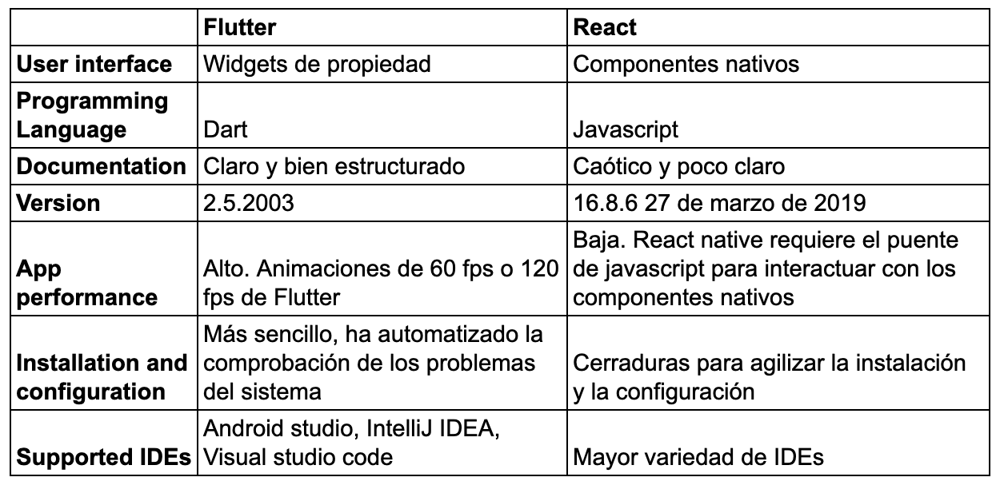 Flutter React
User interface Widgets de propiedad Componentes nativos
Programming
Language Dart Javascript
Documentation Claro y bien estructurado Caótico y poco claro
Version 2.5.2003 16.8.6 27 de marzo de 2019
Baja. React native requiere el puente
App Alto. Animaciones de 60 fps o 120 de javascript para interactuar con los
performance fps de Flutter componentes nativos
Más sencillo, ha automatizado la
Installation and comprobación de los problemas Cerraduras para agilizar la instalación
configuration del sistema y la configuración
Android studio, IntelliJ IDEA,
Supported IDEs Visual studio code Mayor variedad de IDEs